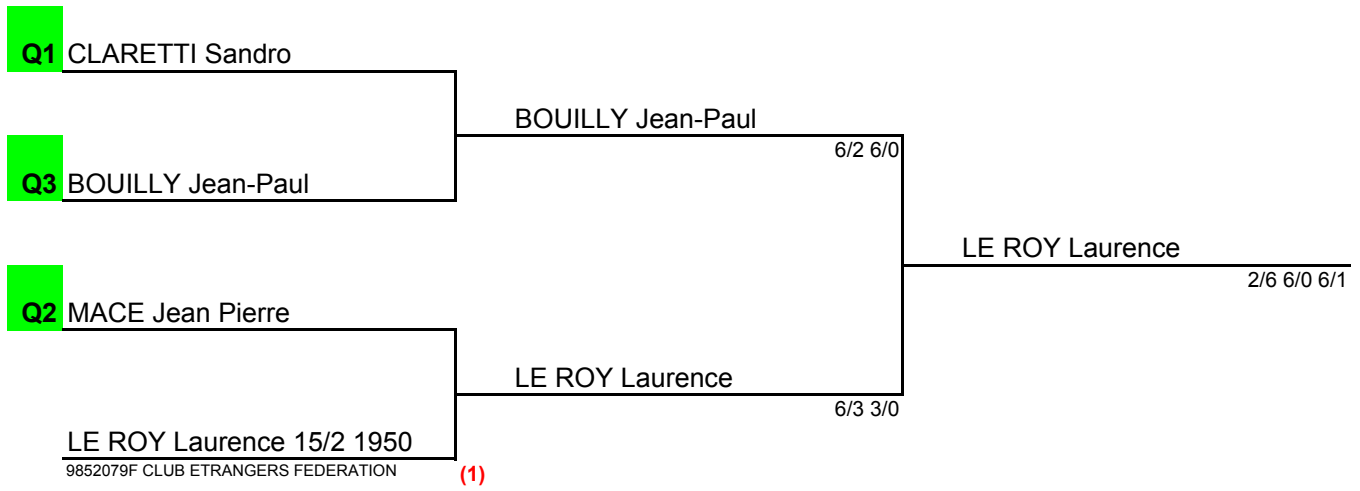 Q1 CLARETTI Sandro
BOUILLY Jean-Paul
6/2 6/0
Q3 BOUILLY Jean-Paul
LE ROY Laurence
2/6 6/0 6/1
Q2 MACE Jean Pierre
LE ROY Laurence
6/3 3/0
LE ROY Laurence 15/2 1950
9852079F CLUB ETRANGERS FEDERATION
(1)